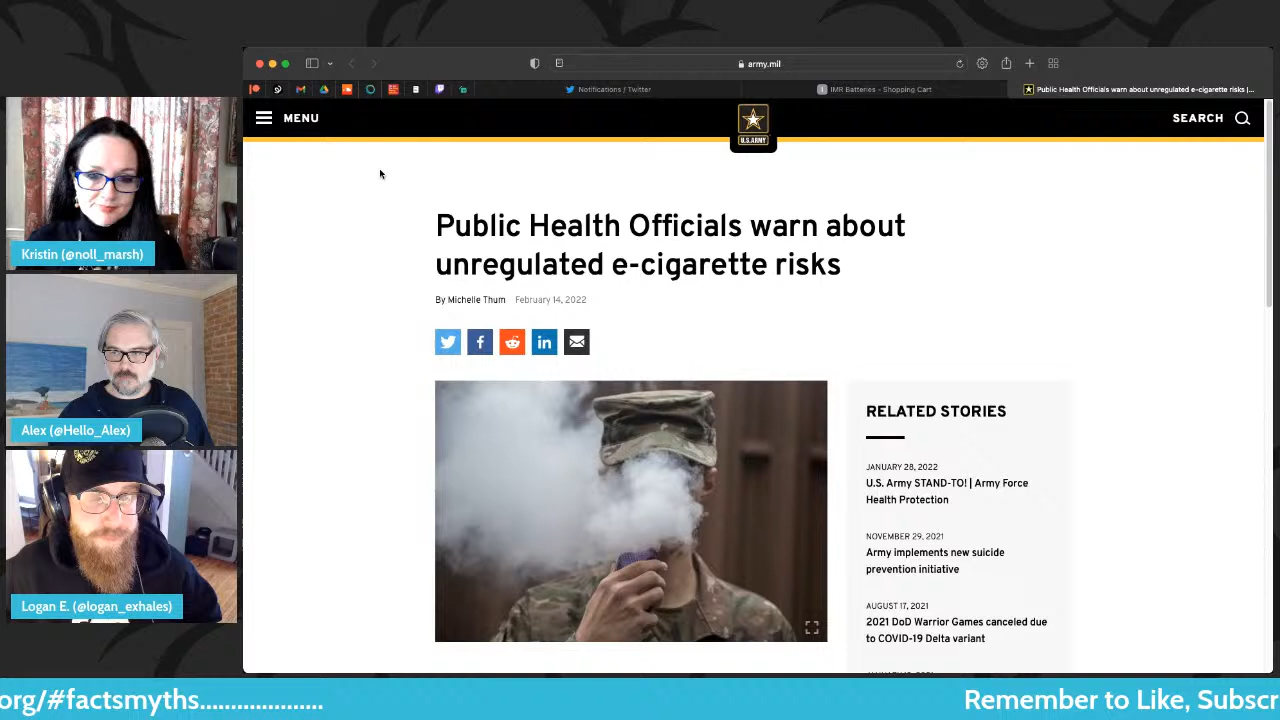 army.mil
Notifications / Twitter
IMR Batteries - Shopping Cart
Public Health Officials warn about unregulated e-cigarette risks |...
MENU
U.S.ARMY
SEARCH
Public Health Officials warn about
unregulated e-cigarette risks
By Michelle Thum February 14, 2022
RELATED STORIES
JANUARY 28, 2022
U.S. Army STAND-TO! | Army Force
Health Protection
NOVEMBER 29, 2021
Army implements new suicide
prevention initiative
AUGUST 17, 2021
2021 DoD Warrior Games canceled due
to COVID-19 Delta variant
Kristin (@noll_marsh)
Alex (@Hello_Alex)
Logan E. (@logan_exhales)
org/#factsmyths....................
Remember to Like, Subscr